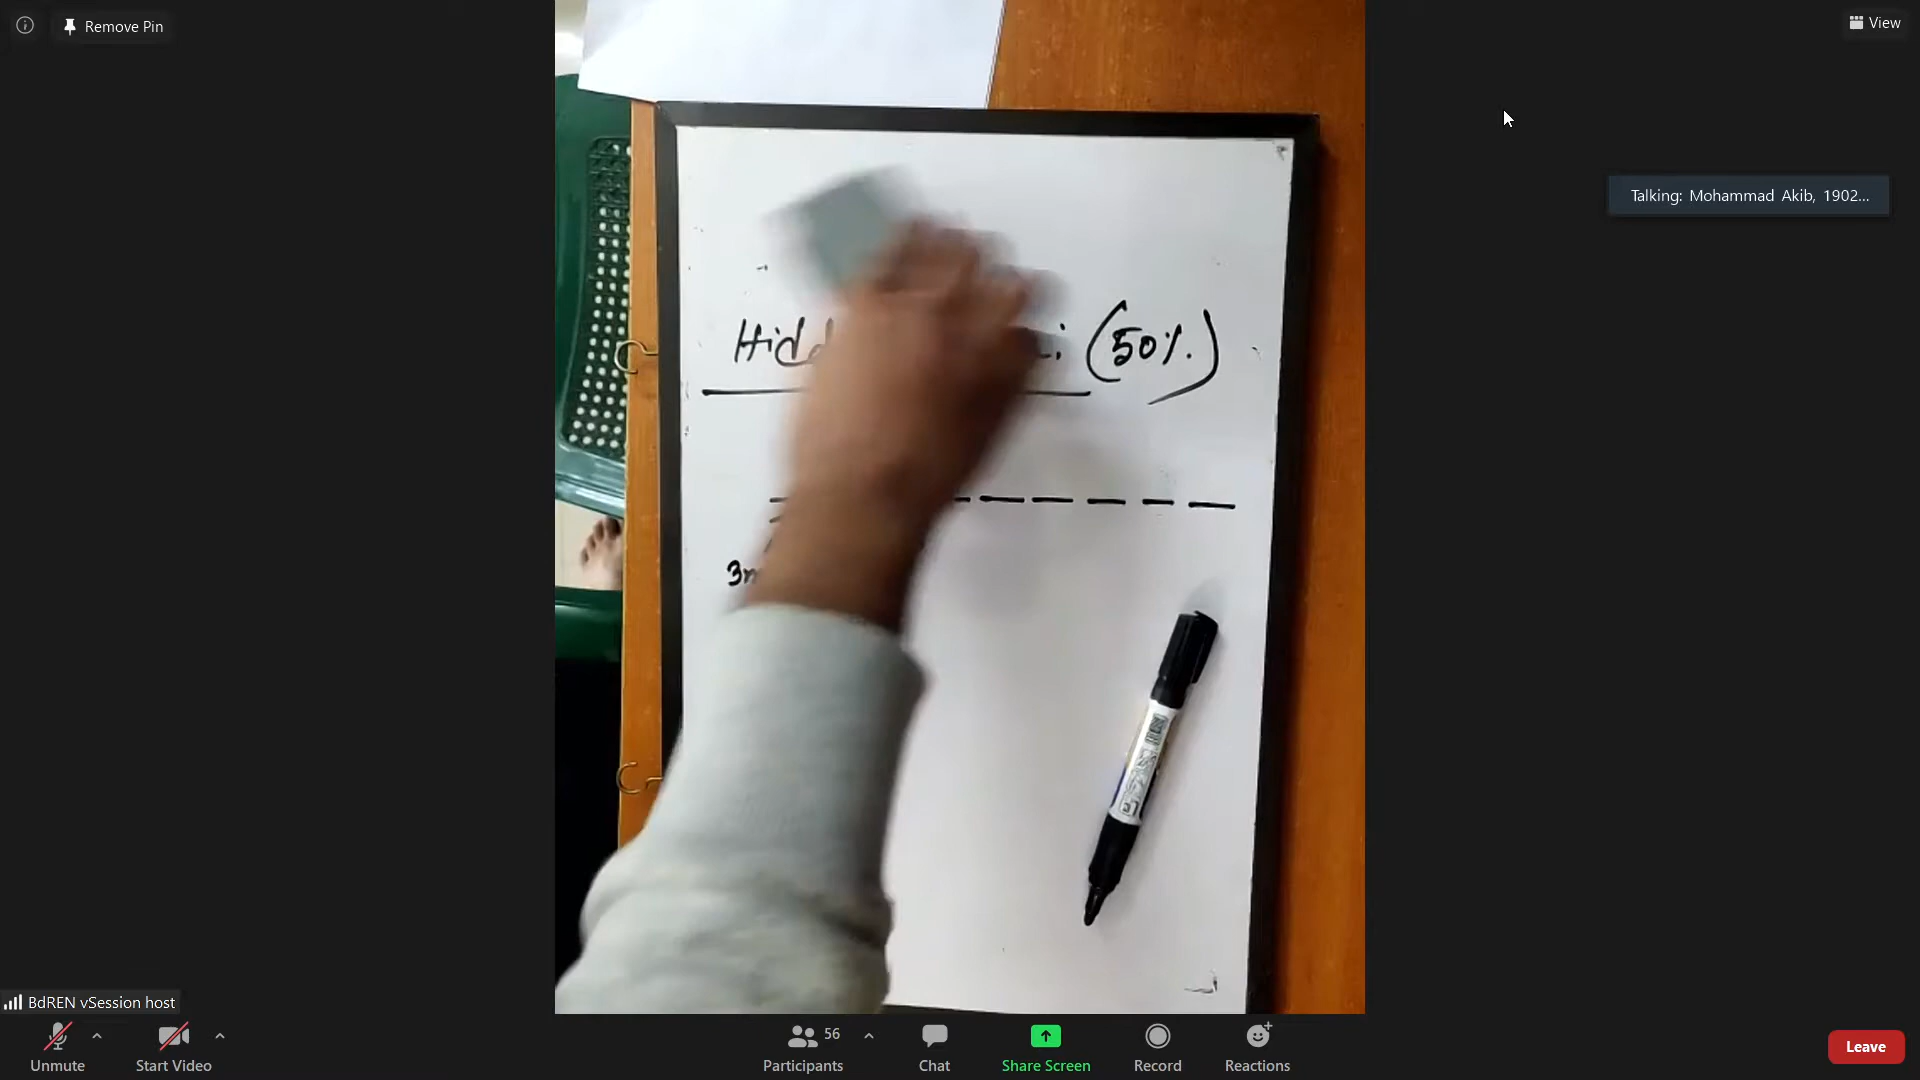 Remove Pin
View
Talking: Mohammad Akib, 1902...
(50%.)
BdREN vSession host
Unmute
Start Video
56
Participants
Chat
Share Screen
Record
Reactions
Leave